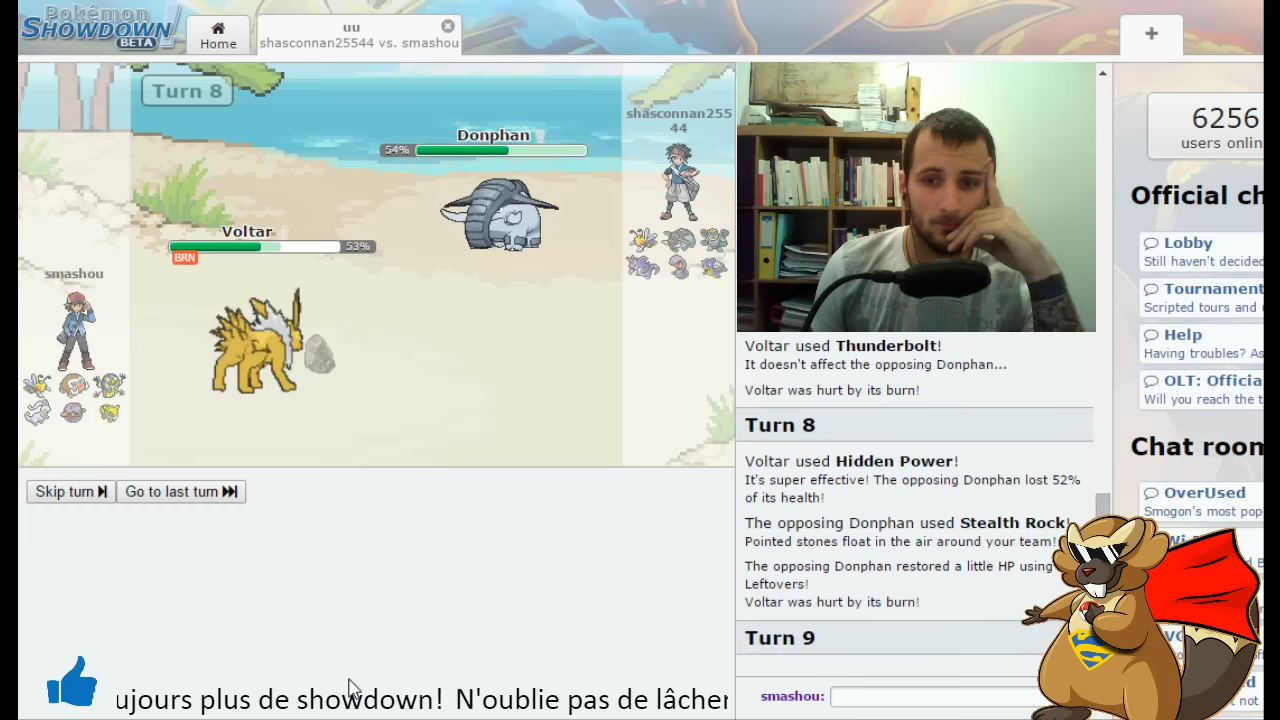 Pokémon
SHOWDOWN
BETA
Home
uu
shasconnan25544 vs. smashou
+
Turn 8
Donphan
54%
Voltar
53%
BRN
smashou
shasconnan255
44
Skip turn
Go to last turn
Voltar used Thunderbolt!
It doesn't affect the opposing Donphan...
Voltar was hurt by its burn!
Turn 8
Voltar used Hidden Power!
It's super effective! The opposing Donphan lost 52%
of its health!
The opposing Donphan used Stealth Rock!
Pointed stones float in the air around your team!
The opposing Donphan restored a little HP using
Leftovers!
Voltar was hurt by its burn!
Turn 9
smashou:
6256
users onlin
Official ch
Lobby
Still haven't decided
Tournament
Scripted tours and
Help
Having troubles? As
OLT: Officia
Will you reach the t
Chat room
OverUsed
Smogon's most pop
ujours plus de showdown! N'oublie pas de lâcher